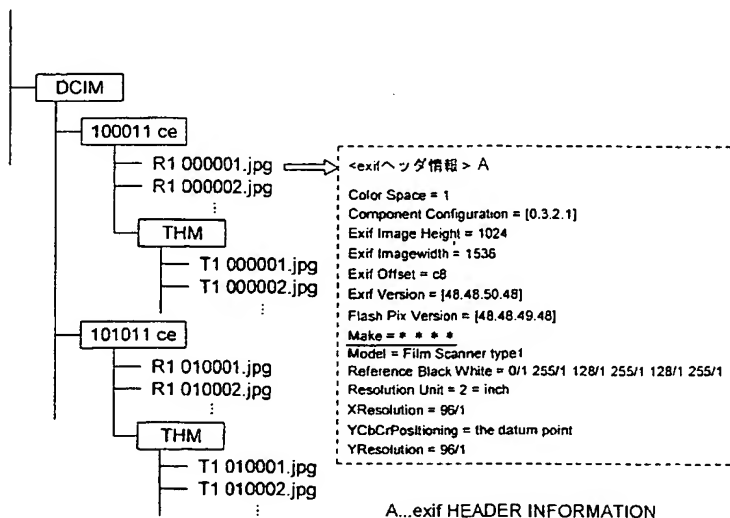 DCIM
100011 ce
R1 000001.jpg
R1 000002.jpg
⋮
THM
T1 000001.jpg
T1 000002.jpg
⋮
101011 ce
R1 010001.jpg
R1 010002.jpg
⋮
THM
T1 010001.jpg
T1 010002.jpg
⋮
<exifヘッダ情報> A
Color Space = 1
Component Configuration = [0.3.2.1]
Exif Image Height = 1024
Exif Imagewidth = 1536
Exif Offset = c8
Exif Version = [48.48.50.48]
Flash Pix Version = [48.48.49.48]
Make = * * * *
Model = Film Scanner type1
Reference Black White = 0/1 255/1 128/1 255/1 128/1 255/1
Resolution Unit = 2 = inch
XResolution = 96/1
YCbCrPositioning = the datum point
YResolution = 96/1
A...exif HEADER INFORMATION